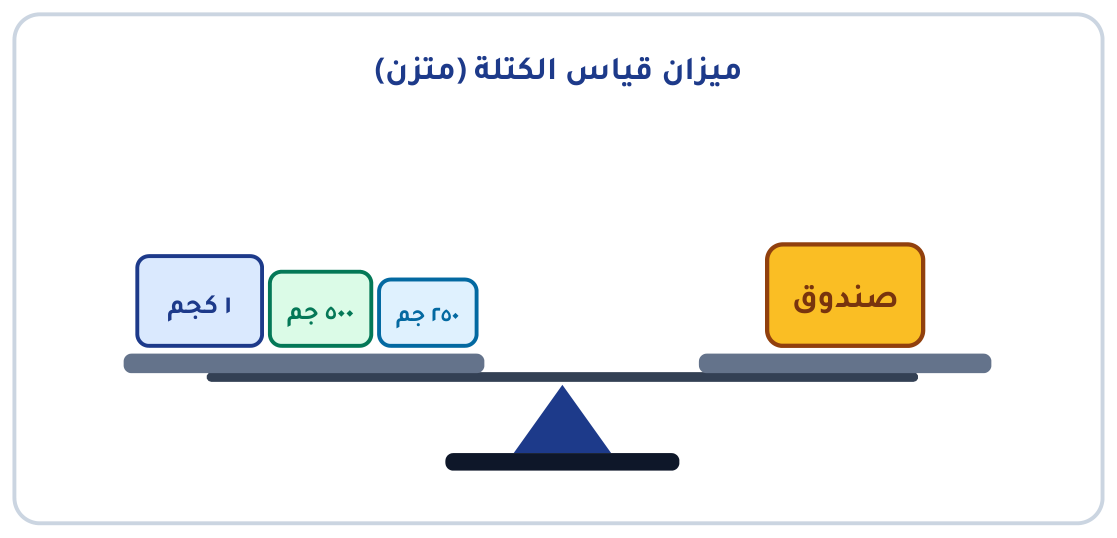 ميزان قياس الكتلة (متزن)
صندوق
٢٥٠ جم
٥٠٠ جم
١ كجم